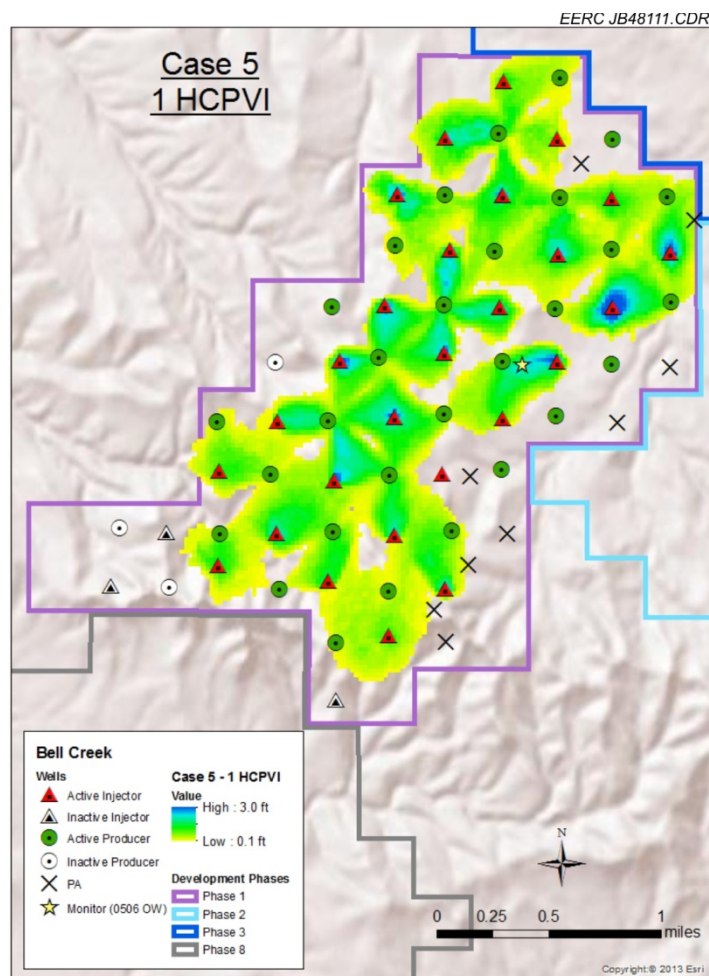 EERC JB48111.CDR
Case 5
1 HCPVI
N
Bell Creek
Wells
Active Injector
Inactive Injector
Active Producer
Inactive Producer
PA
Monitor (0506 OW)
Case 5 - 1 HCPVI
Value
High : 3.0 ft
Low : 0.1 ft
Development Phases
Phase 1
Phase 2
Phase 3
Phase 8
0 0.25 0.5 1
miles
Copyright:© 2013 Esri